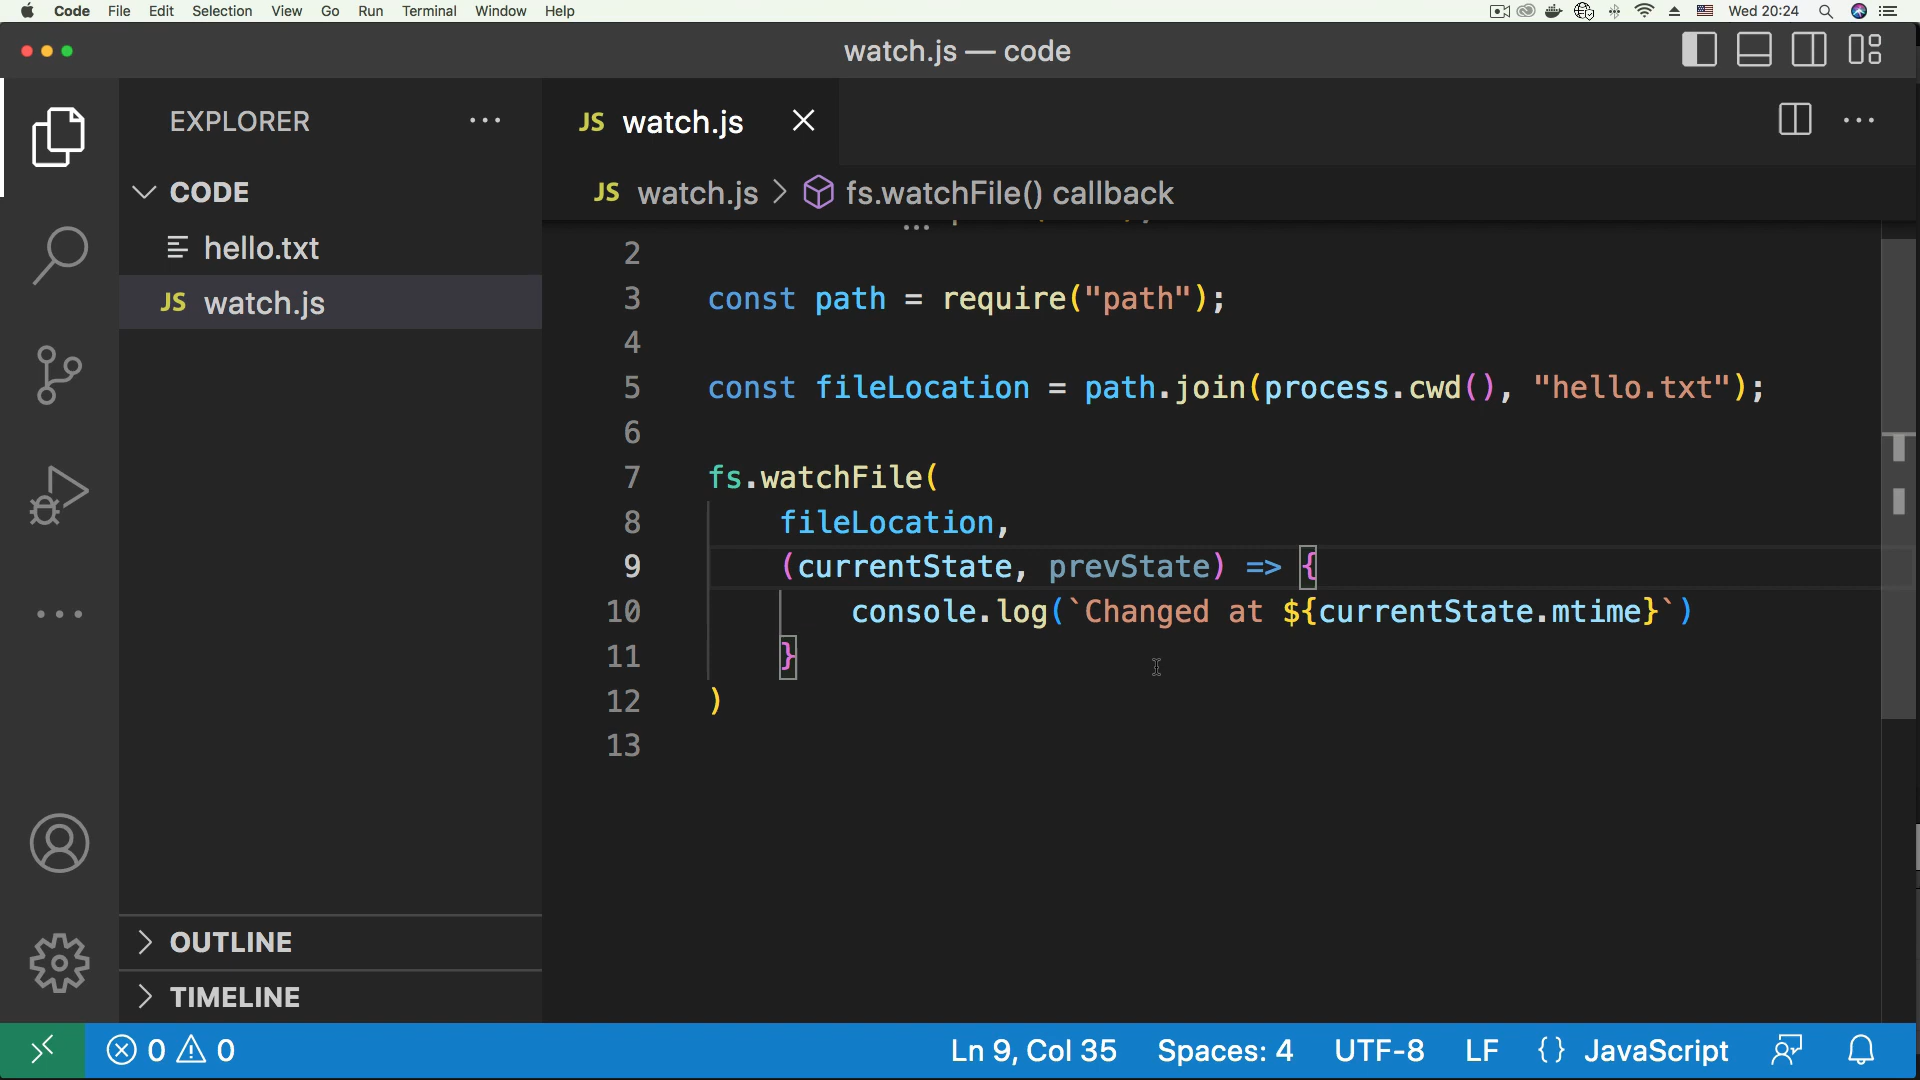 Code File Edit Selection View Go Run Terminal Window Help Wed 20:24
watch.js — code
EXPLORER
CODE
hello.txt
JS watch.js
OUTLINE
TIMELINE
JS watch.js
JS watch.js > fs.watchFile() callback
2
3 const path = require("path");
4
5 const fileLocation = path.join(process.cwd(), "hello.txt");
6
7 fs.watchFile(
8 fileLocation,
9 (currentState, prevState) => {
10 console.log(`Changed at ${currentState.mtime}`)
11 }
12 )
13
0 0 Ln 9, Col 35 Spaces: 4 UTF-8 LF {} JavaScript